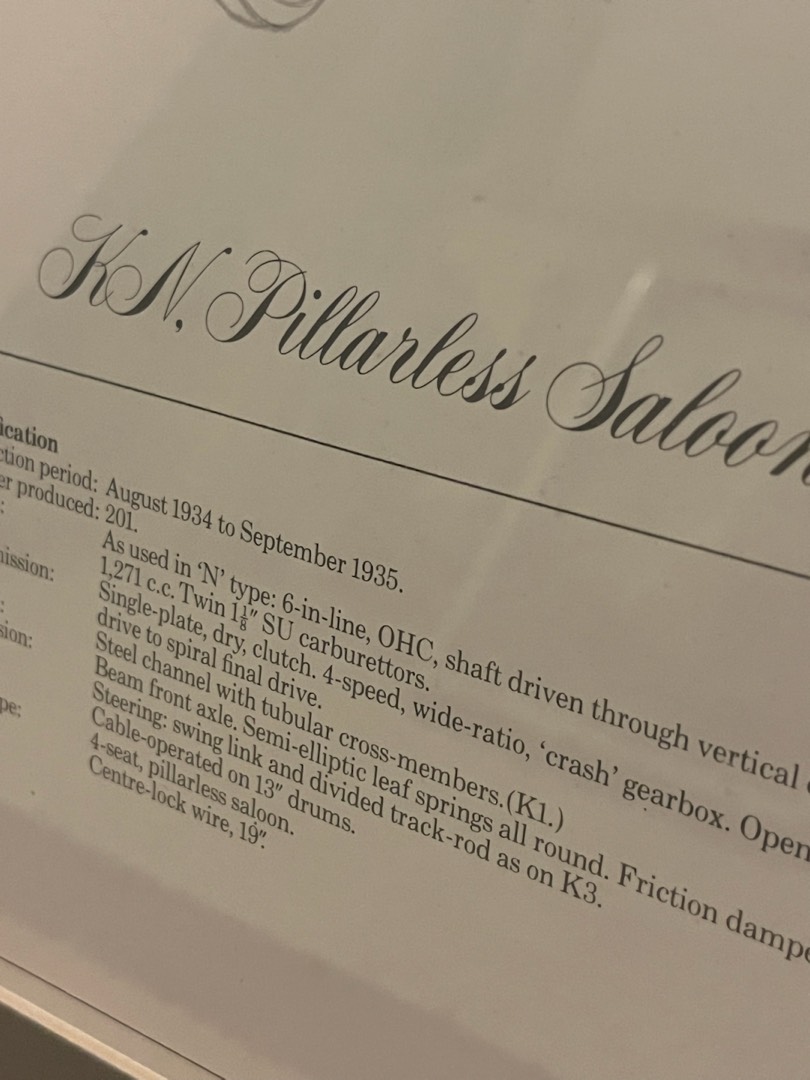 KN, Pillarless Saloon
ication
ction period: August 1934 to September 1935.
er produced: 201.
: As used in ‘N’ type: 6-in-line, OHC, shaft driven through vertical
1,271 c.c. Twin 1⅛″ SU carburettors.
mission: Single-plate, dry, clutch. 4-speed, wide-ratio, ‘crash’ gearbox. Open
drive to spiral final drive.
: Steel channel with tubular cross-members.(K1.)
sion: Beam front axle. Semi-elliptic leaf springs all round. Friction dampe
Steering: swing link and divided track-rod as on K3.
Cable-operated on 13″ drums.
pe: 4-seat, pillarless saloon.
Centre-lock wire, 19″.